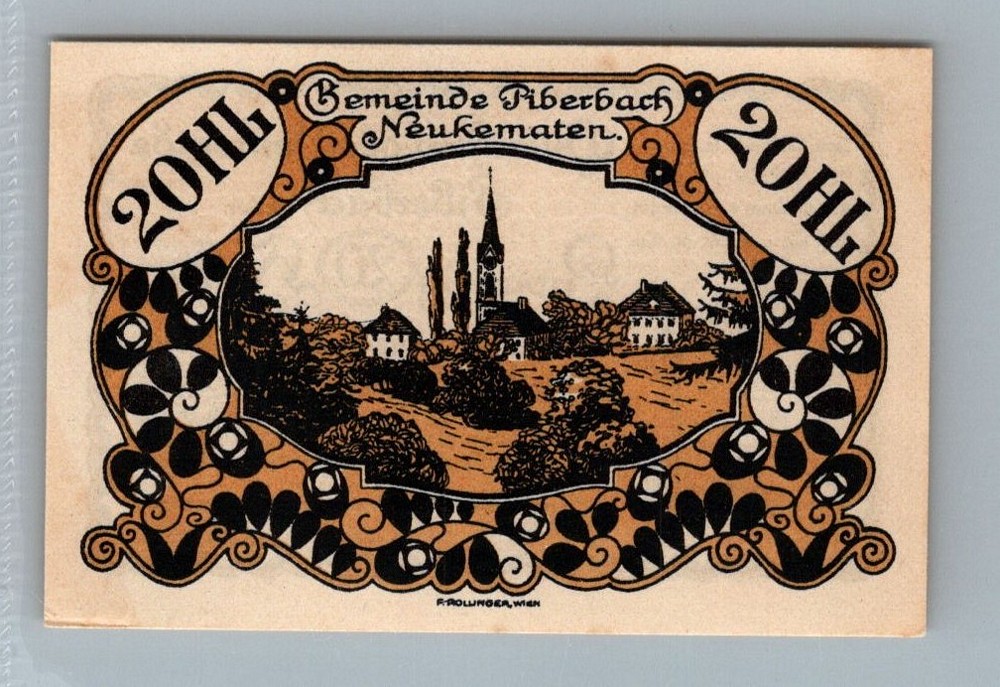 20HL
Gemeinde Piberbach
Neukematen.
20HL
F. ROLLINGER, WIEN